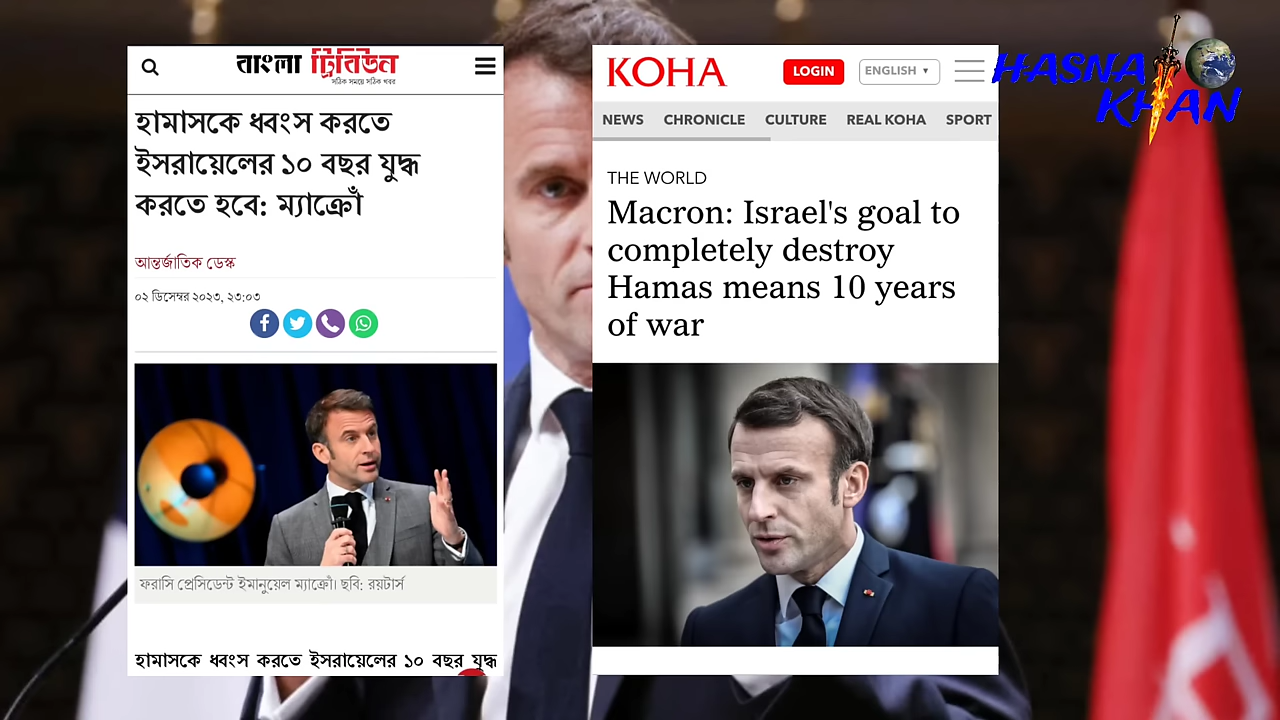 বাংলা ট্রিবিউন
সঠিক সময়ে সঠিক খবর
হামাসকে ধ্বংস করতে
ইসরায়েলের ১০ বছর যুদ্ধ
করতে হবে: ম্যাক্রোঁ
আন্তর্জাতিক ডেস্ক
০২ ডিসেম্বর ২০২৩, ২৩:০৩
ফরাসি প্রেসিডেন্ট ইমানুয়েল ম্যাক্রোঁ। ছবি: রয়টার্স
হামাসকে ধ্বংস করতে ইসরায়েলের ১০ বছর যুদ্ধ
KOHA
LOGIN
ENGLISH
NEWS CHRONICLE CULTURE REAL KOHA SPORT
THE WORLD
Macron: Israel's goal to
completely destroy
Hamas means 10 years
of war
HASNA
KHAN